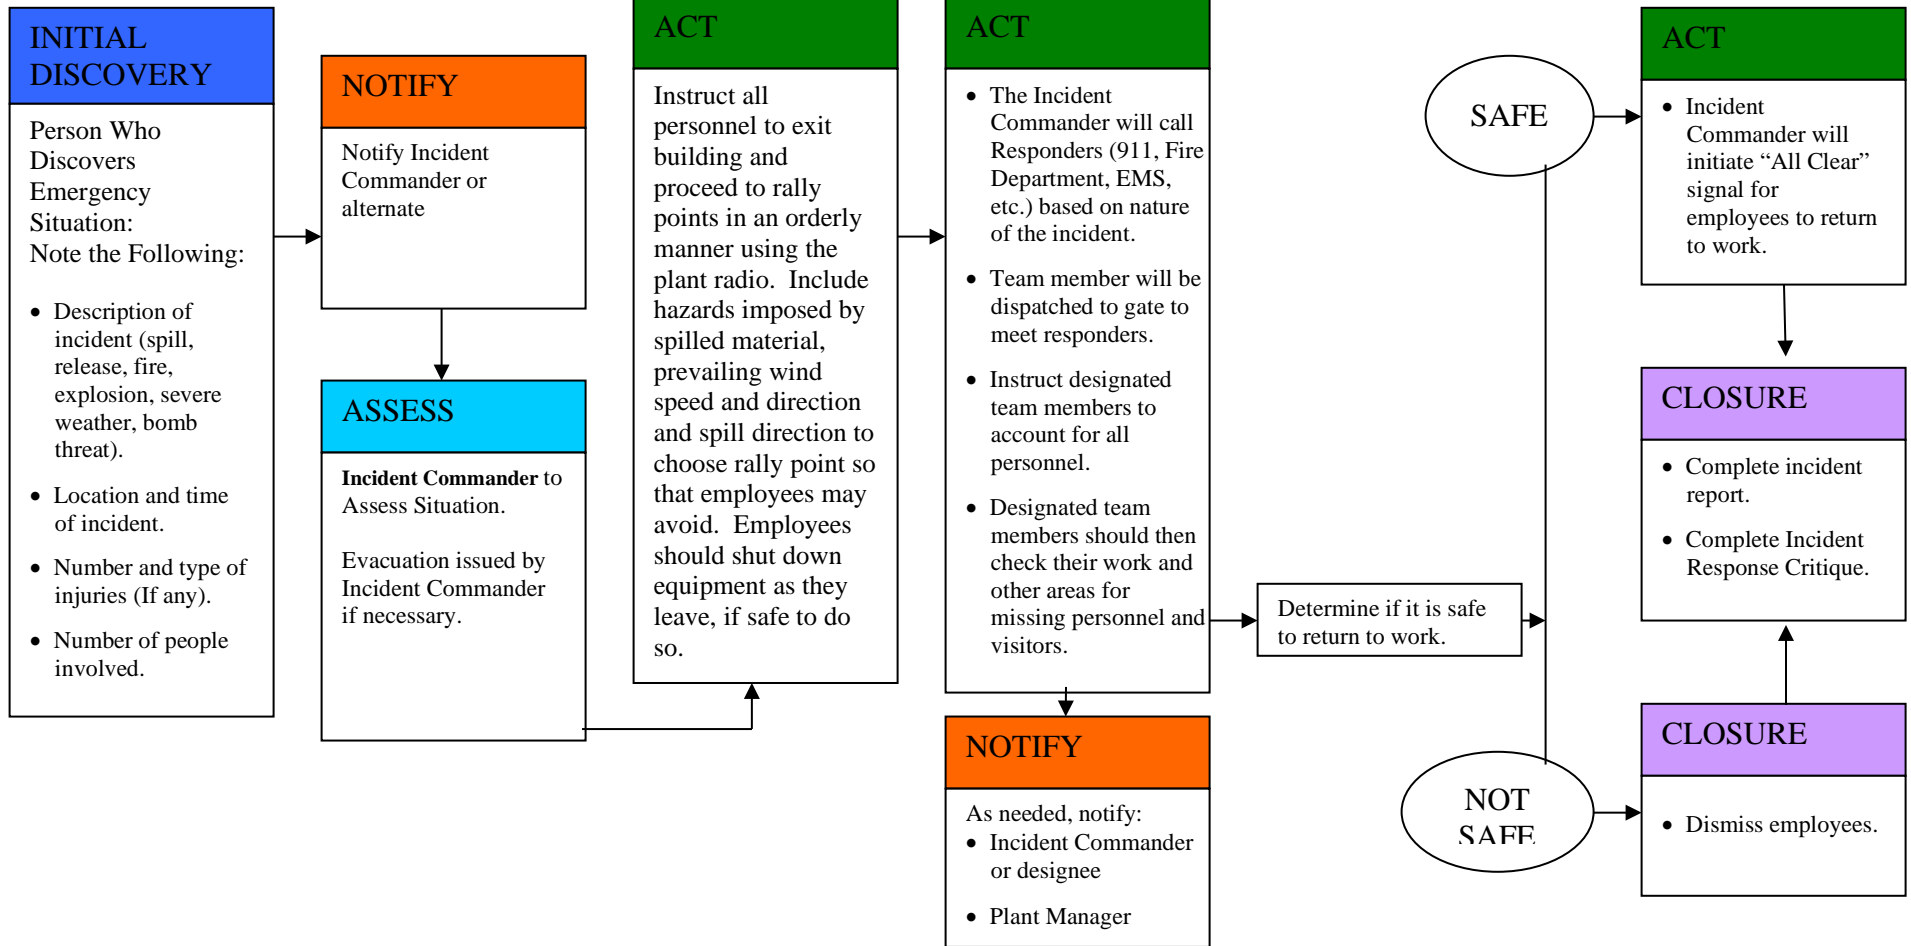 INITIAL
DISCOVERY
Person Who
Discovers
Emergency
Situation:
Note the Following:
• Description of
incident (spill,
release, fire,
explosion, severe
weather, bomb
threat).
• Location and time
of incident.
• Number and type of
injuries (If any).
• Number of people
involved.
NOTIFY
Notify Incident
Commander or
alternate
ASSESS
Incident Commander to
Assess Situation.
Evacuation issued by
Incident Commander
if necessary.
ACT
Instruct all
personnel to exit
building and
proceed to rally
points in an orderly
manner using the
plant radio.  Include
hazards imposed by
spilled material,
prevailing wind
speed and direction
and spill direction to
choose rally point so
that employees may
avoid.  Employees
should shut down
equipment as they
leave, if safe to do
so.
ACT
• The Incident
Commander will call
Responders (911, Fire
Department, EMS,
etc.) based on nature
of the incident.
• Team member will be
dispatched to gate to
meet responders.
• Instruct designated
team members to
account for all
personnel.
• Designated team
members should then
check their work and
other areas for
missing personnel and
visitors.
NOTIFY
As needed, notify:
• Incident Commander
or designee
• Plant Manager
Determine if it is safe
to return to work.
SAFE
NOT
SAFE
ACT
• Incident
Commander will
initiate “All Clear”
signal for
employees to return
to work.
CLOSURE
• Complete incident
report.
• Complete Incident
Response Critique.
CLOSURE
• Dismiss employees.